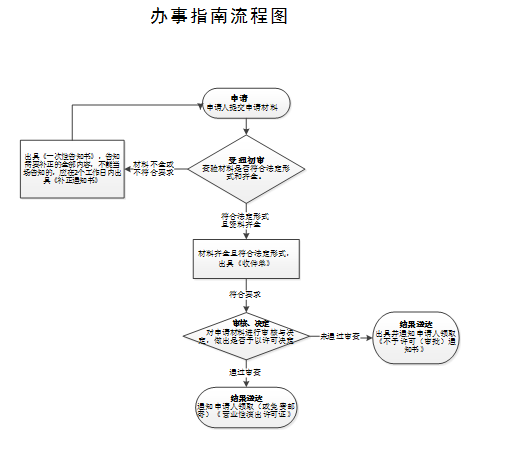 办事指南流程图
申请
申请人提交申请材料
受理初审
查验材料是否符合法定形
式和齐全。
材料不全或
不符合要求
出具《一次性告知书》，告知
需要补正的全部内容，不能当
场告知的，应在2个工作日内出
具《补正通知书》
符合法定形式
且受料齐全
材料齐全且符合法定形式，
出具《收件单》
符合要求
审核、决定
对申请材料进行审核与决
定，做出是否予以许可决定
未通过审查
结果送达
出具并通知申请人领取
《不予许可（审批）通
知书》
通过审查
结果送达
通知申请人领取（或免费邮
寄）《营业性演出许可证》